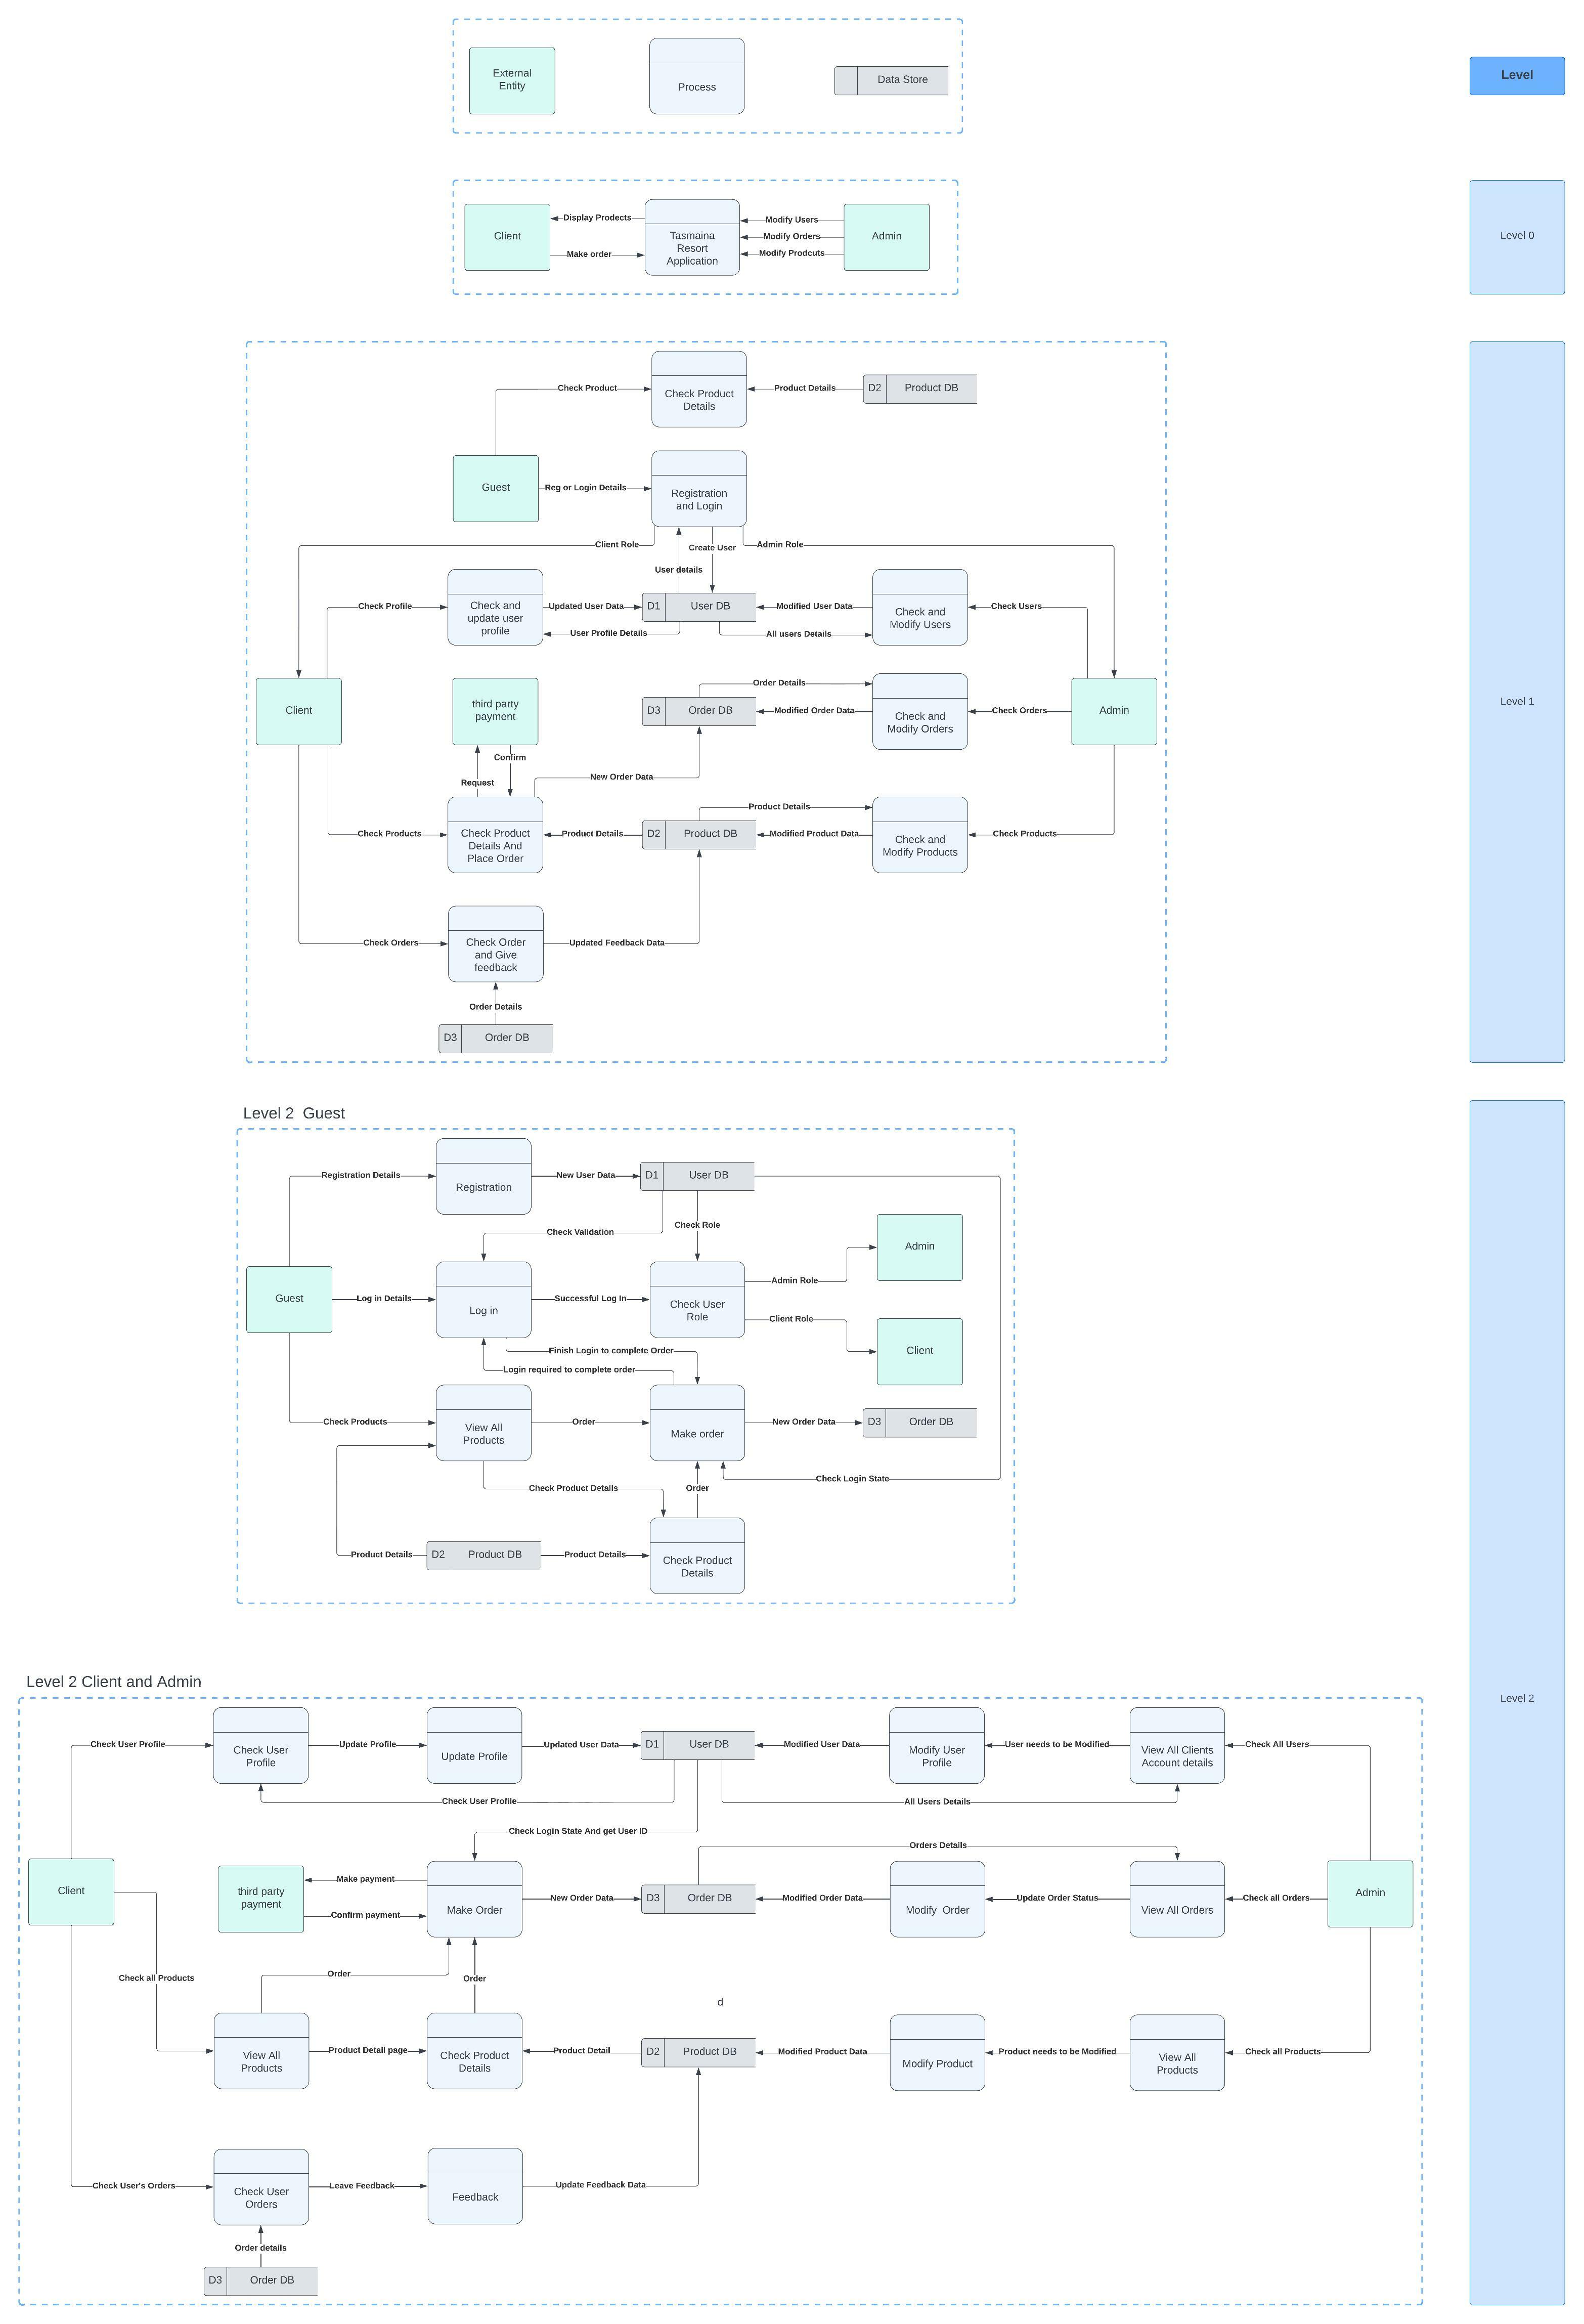 External
Entity
Process
Data Store
Level
Client
Display Prodects
Make order
Tasmaina
Resort
Application
Modify Users
Modify Orders
Modify Prodcuts
Admin
Level 0
Check Product
Check Product
Details
Product Details
D2
Product DB
Guest
Reg or Login Details
Registration
and Login
Client Role
Create User
Admin Role
User details
Check Profile
Check and
update user
profile
Updated User Data
D1
User DB
Modified User Data
Check and
Modify Users
Check Users
User Profile Details
All users Details
Client
third party
payment
Order Details
D3
Order DB
Modified Order Data
Check and
Modify Orders
Check Orders
Admin
Level 1
Confirm
Request
New Order Data
Check Products
Check Product
Details And
Place Order
Product Details
D2
Product DB
Product Details
Modified Product Data
Check and
Modify Products
Check Products
Check Orders
Check Order
and Give
feedback
Updated Feedback Data
Order Details
D3
Order DB
Level 2  Guest
Registration Details
Registration
New User Data
D1
User DB
Check Validation
Check Role
Admin
Guest
Log in Details
Log in
Successful Log In
Check User
Role
Admin Role
Client Role
Client
Finish Login to complete Order
Login required to complete order
Check Products
View All
Products
Order
Make order
New Order Data
D3
Order DB
Check Login State
Check Product Details
Order
Product Details
D2
Product DB
Product Details
Check Product
Details
Level 2 Client and Admin
Level 2
Check User Profile
Check User
Profile
Update Profile
Update Profile
Updated User Data
D1
User DB
Modified User Data
Modify User
Profile
User needs to be Modified
View All Clients
Account details
Check All Users
Check User Profile
All Users Details
Check Login State And get User ID
Orders Details
Client
third party
payment
Make payment
Confirm payment
Make Order
New Order Data
D3
Order DB
Modified Order Data
Modify  Order
Update Order Status
View All Orders
Check all Orders
Admin
Check all Products
Order
Order
d
View All
Products
Product Detail page
Check Product
Details
Product Detail
D2
Product DB
Modified Product Data
Modify Product
Product needs to be Modified
View All
Products
Check all Products
Check User's Orders
Check User
Orders
Leave Feedback
Feedback
Update Feedback Data
Order details
D3
Order DB